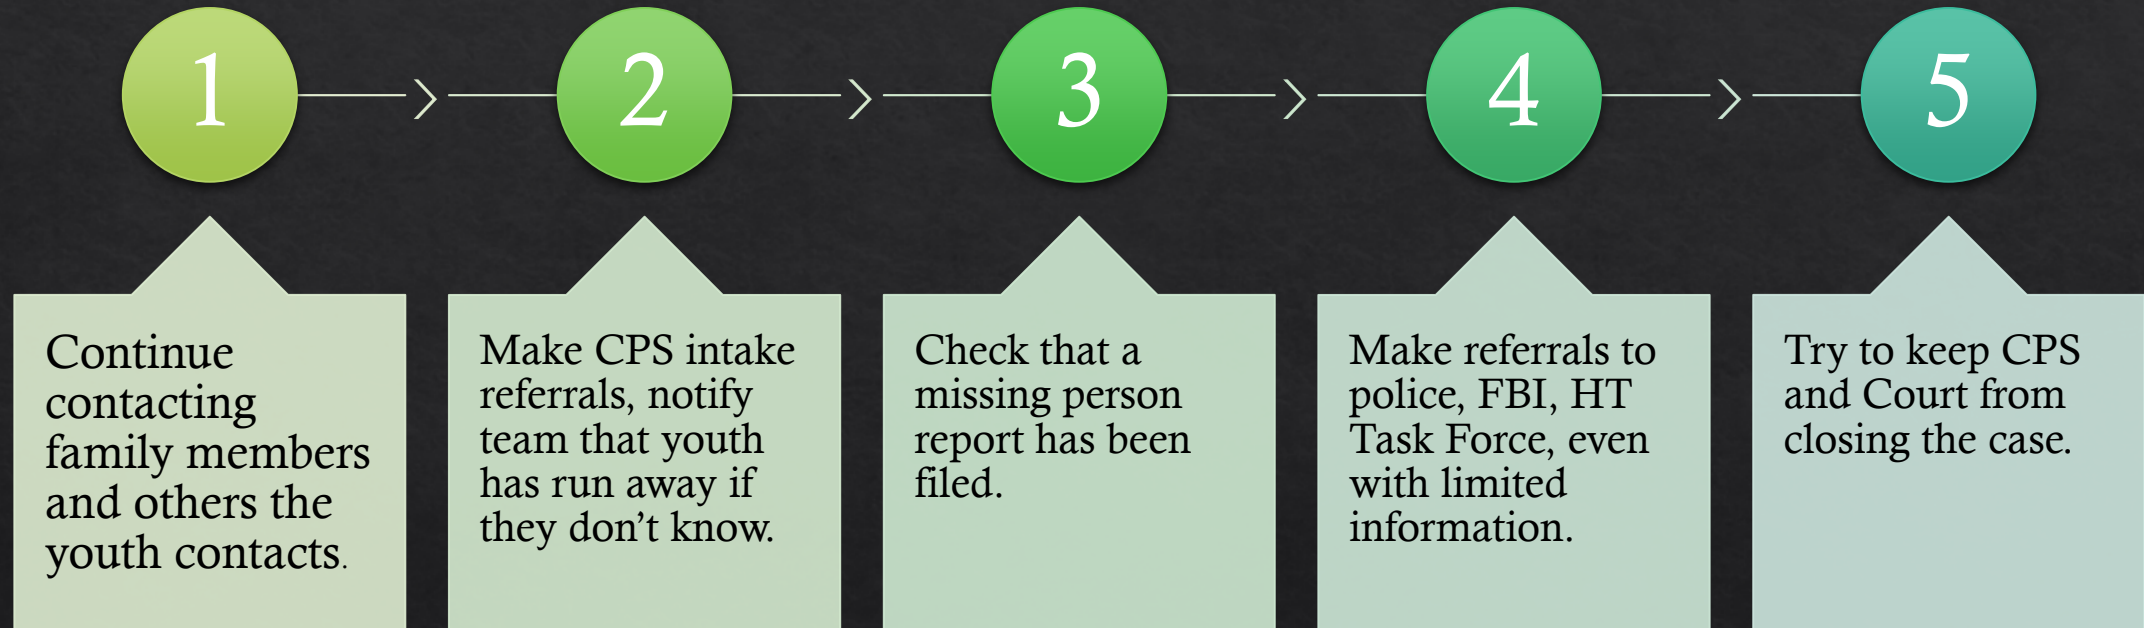 1
2
3
4
5
Continue
contacting
family members
and others the
youth contacts.
Make CPS intake
referrals, notify
team that youth
has run away if
they don’t know.
Check that a
missing person
report has been
filed.
Make referrals to
police, FBI, HT
Task Force, even
with limited
information.
Try to keep CPS
and Court from
closing the case.